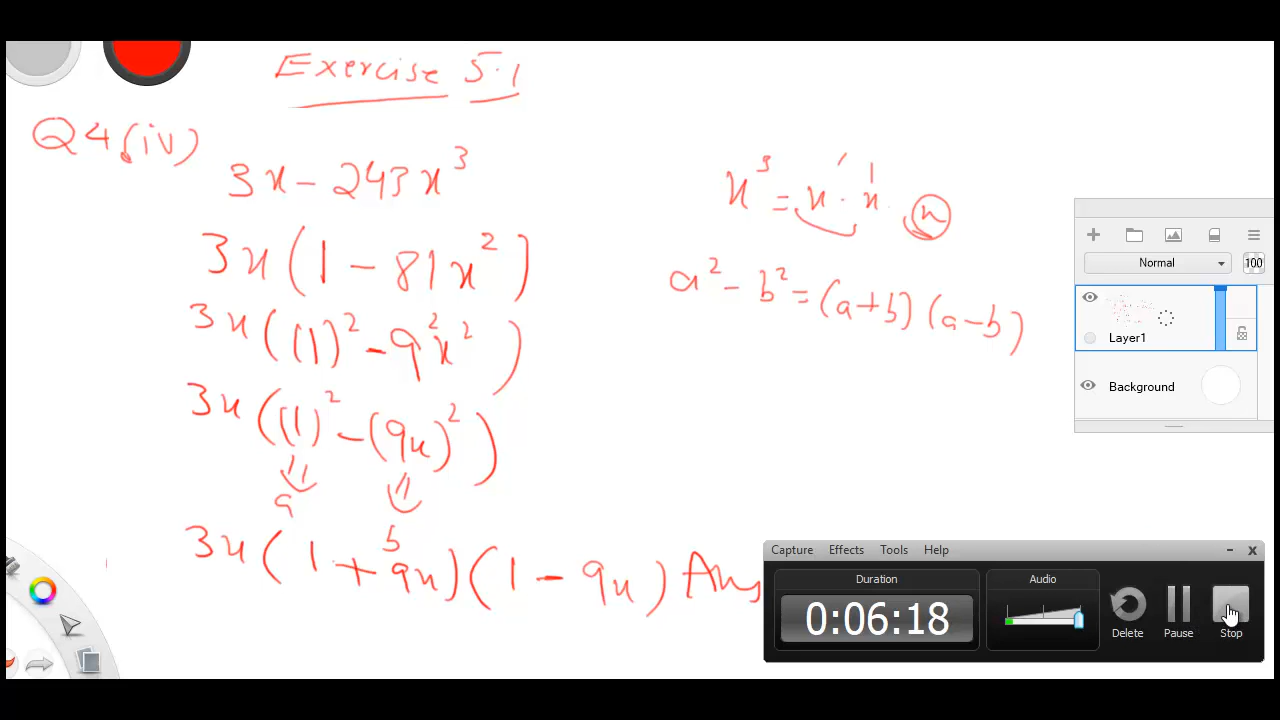 Exercise 5.1
Q4.(iv)
3x - 243x³
3x(1 - 81x²)
3x((1)² - 9²x²)
3x((1)² - (9x)²)
a
b
3x(1 + 9x)(1 - 9x) Ans
x³ = x · x · x
a² - b² = (a+b)(a-b)
Normal
100
Layer1
Background
Capture Effects Tools Help
Duration
0:06:18
Audio
Delete
Pause
Stop